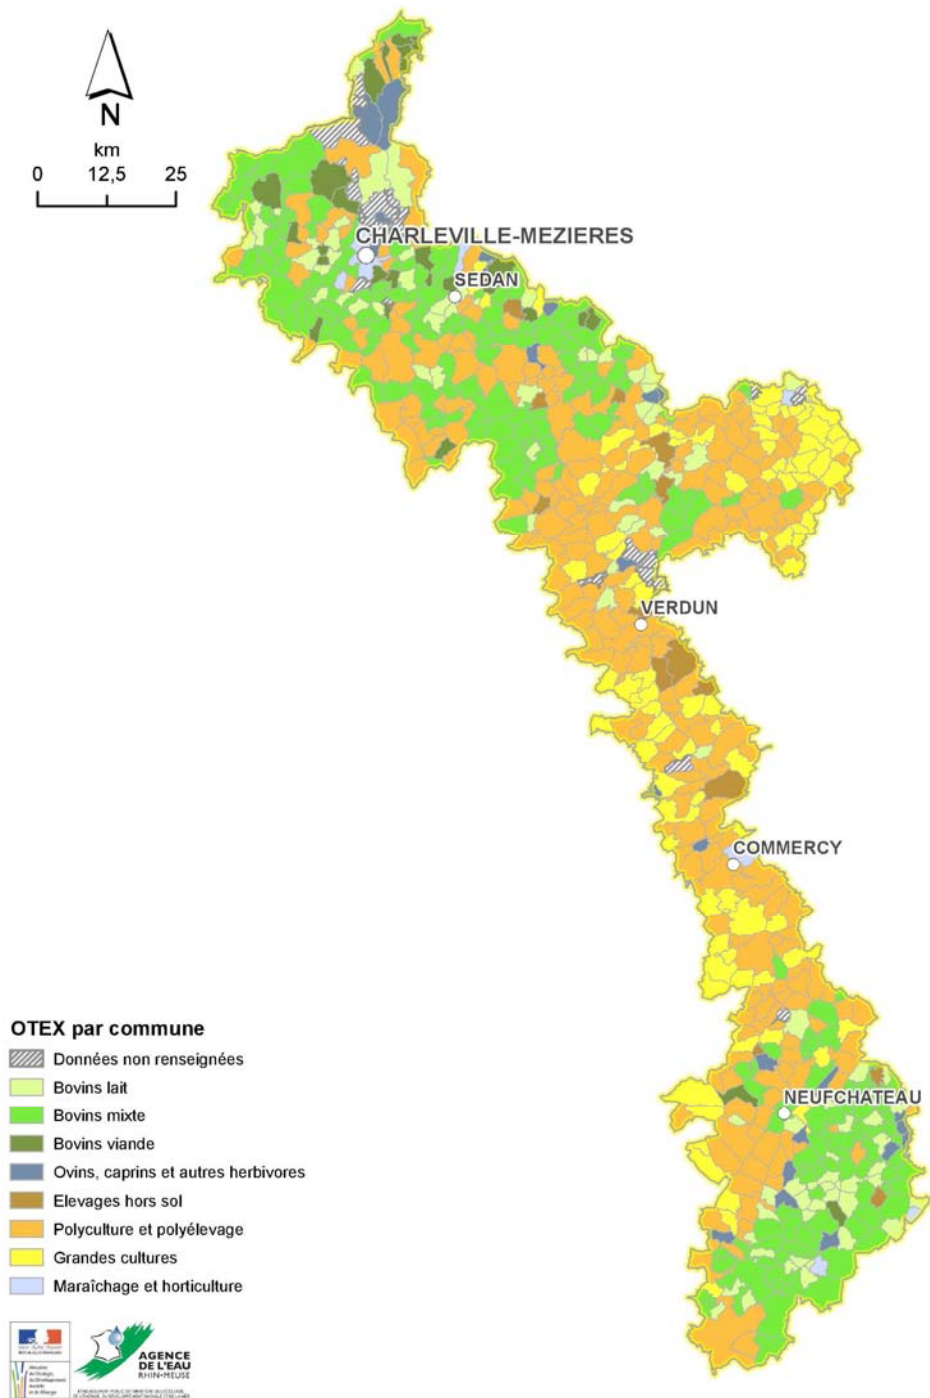 N
km
0 12,5 25
CHARLEVILLE-MEZIERES
SEDAN
VERDUN
COMMERCY
NEUFCHATEAU
OTEX par commune
Données non renseignées
Bovins lait
Bovins mixte
Bovins viande
Ovins, caprins et autres herbivores
Elevages hors sol
Polyculture et polyélevage
Grandes cultures
Maraîchage et horticulture
AGENCE
DE L'EAU
RHIN-MEUSE